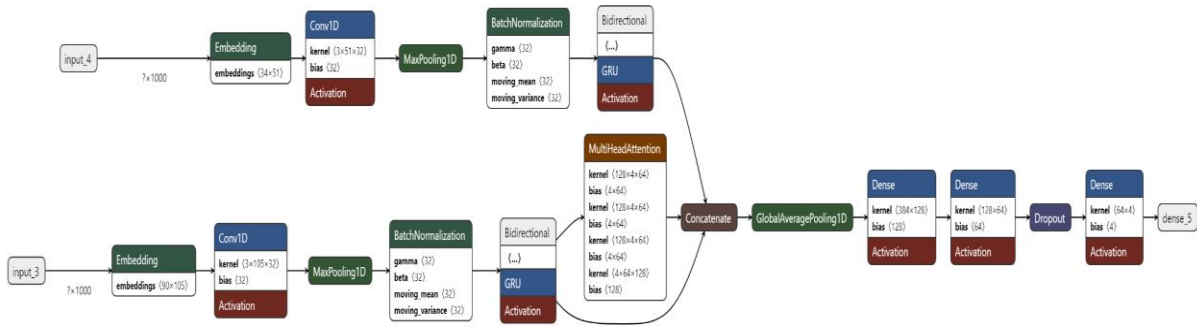 input_4
?×1000
Embedding
embeddings ⟨34×51⟩
Conv1D
kernel ⟨3×51×32⟩
bias ⟨32⟩
Activation
MaxPooling1D
BatchNormalization
gamma ⟨32⟩
beta ⟨32⟩
moving_mean ⟨32⟩
moving_variance ⟨32⟩
Bidirectional
⟨...⟩
GRU
Activation
input_3
?×1000
Embedding
embeddings ⟨90×105⟩
Conv1D
kernel ⟨3×105×32⟩
bias ⟨32⟩
Activation
MaxPooling1D
BatchNormalization
gamma ⟨32⟩
beta ⟨32⟩
moving_mean ⟨32⟩
moving_variance ⟨32⟩
Bidirectional
⟨...⟩
GRU
Activation
MultiHeadAttention
kernel ⟨128×4×64⟩
bias ⟨4×64⟩
kernel ⟨128×4×64⟩
bias ⟨4×64⟩
kernel ⟨128×4×64⟩
bias ⟨4×64⟩
kernel ⟨4×64×128⟩
bias ⟨128⟩
Concatenate
GlobalAveragePooling1D
Dense
kernel ⟨384×128⟩
bias ⟨128⟩
Activation
Dense
kernel ⟨128×64⟩
bias ⟨64⟩
Activation
Dropout
Dense
kernel ⟨64×4⟩
bias ⟨4⟩
Activation
dense_5